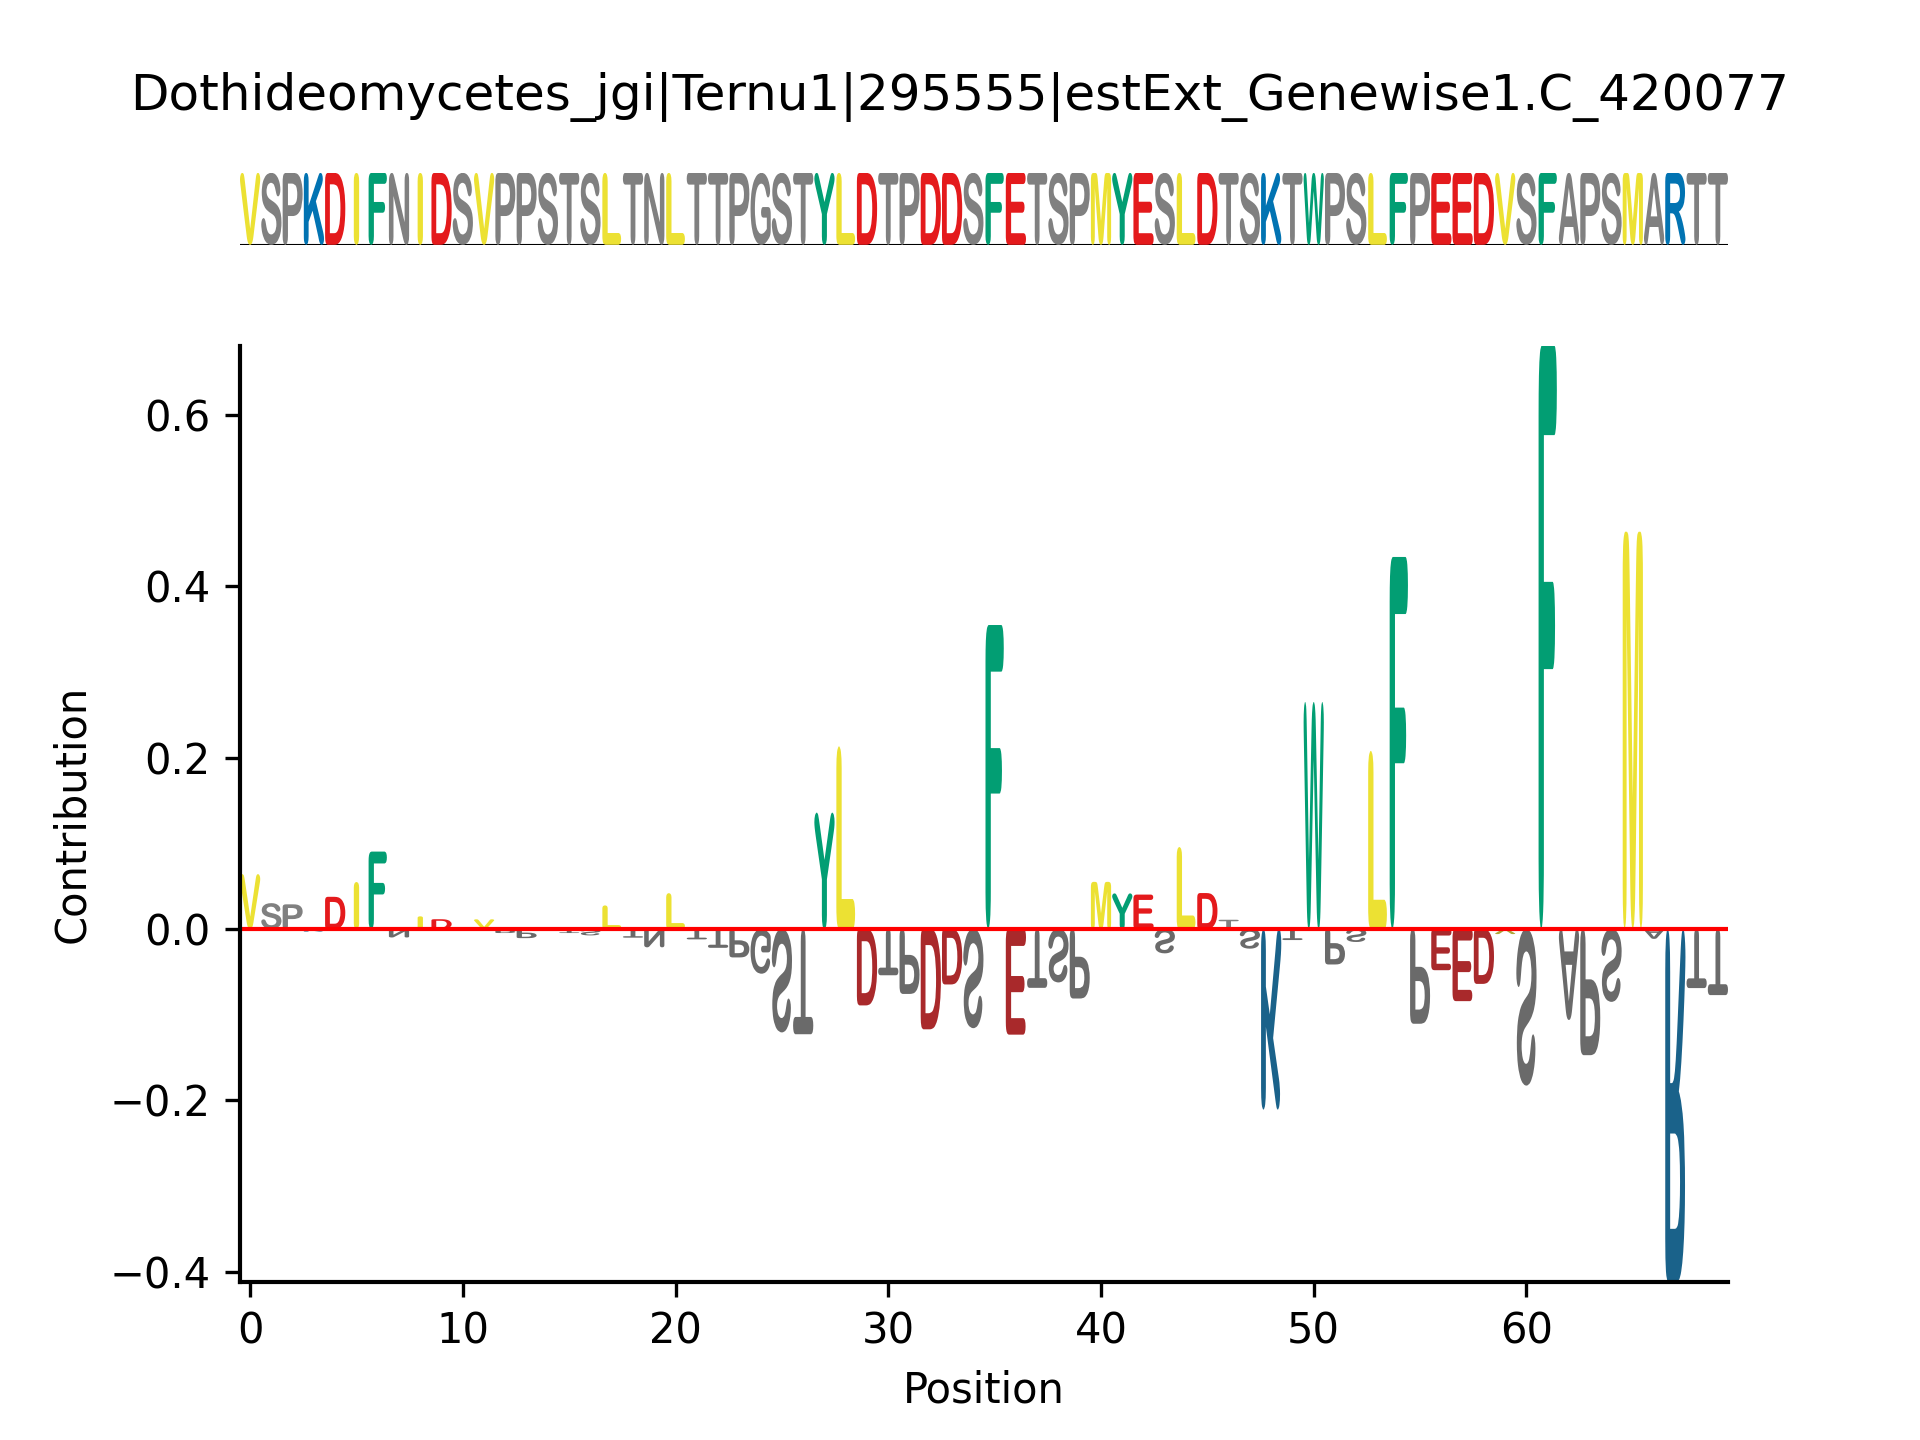 Dothideomycetes_jgi|Ternu1|295555|estExt_Genewise1.C_420077
VSPKDIFNIDSVPPSTSLTNLTTPGSTYLDTPDDSFETSPMYESLDTSKTWPSLFPEEDVSFAPSMARTT
0.6
0.4
0.2
0.0
−0.2
−0.4
Contribution
VSPKDIFNIDSVPPSTSLTNLTTPGSTYLDTPDDSFETSPMYESLDTSKTWPSLFPEEDVSFAPSMARTT
0 10 20 30 40 50 60
Position